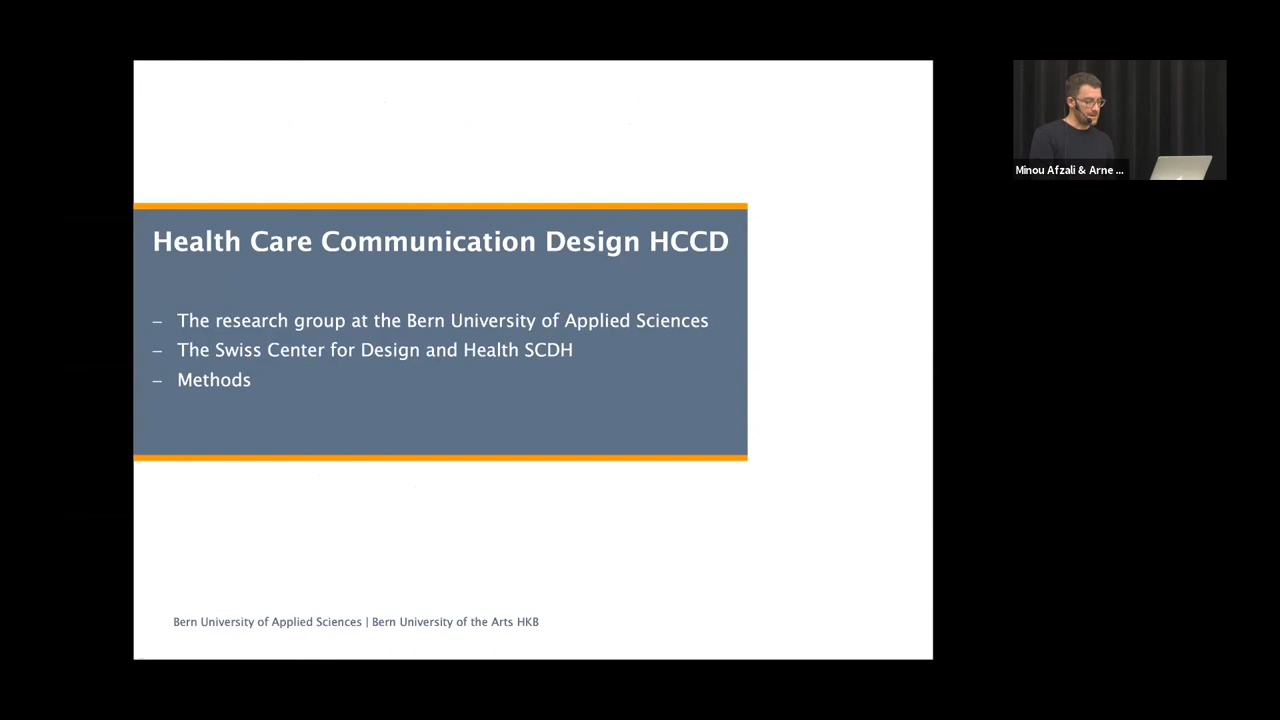 Health Care Communication Design HCCD
– The research group at the Bern University of Applied Sciences
– The Swiss Center for Design and Health SCDH
– Methods
Bern University of Applied Sciences | Bern University of the Arts HKB
Minou Afzali & Arne ...